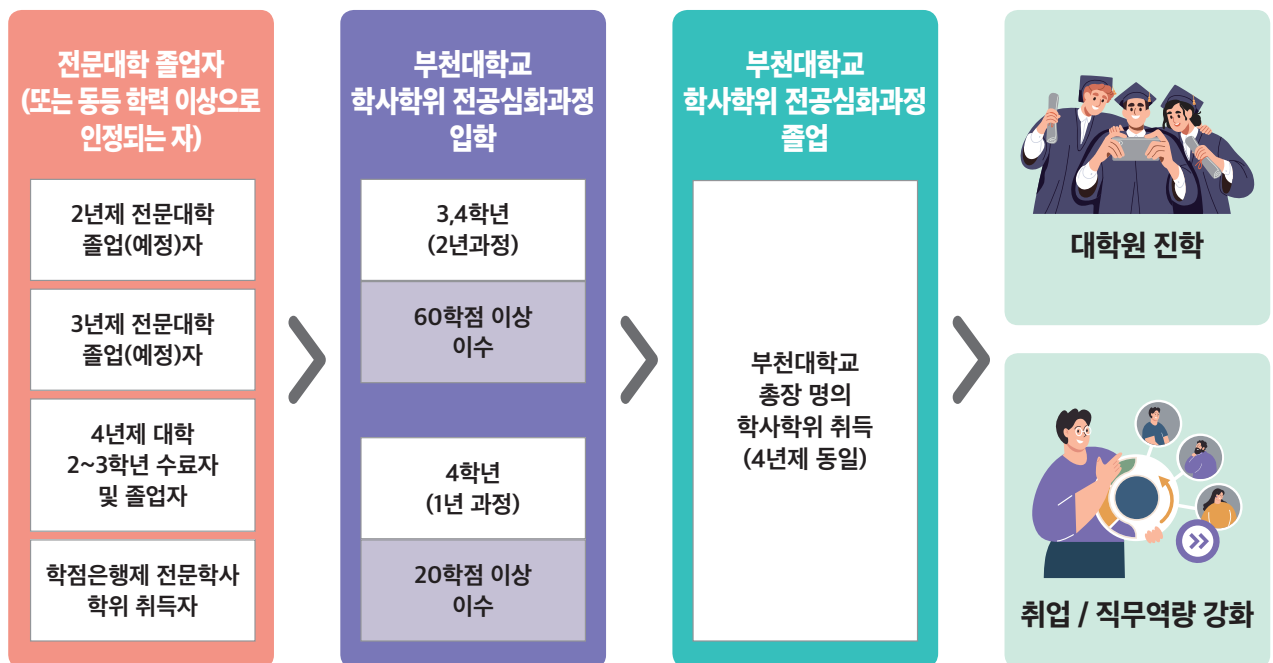 전문대학 졸업자
(또는 동등 학력 이상으로
인정되는 자)
2년제 전문대학
졸업(예정)자
3년제 전문대학
졸업(예정)자
4년제 대학
2~3학년 수료자
및 졸업자
학점은행제 전문학사
학위 취득자
부천대학교
학사학위 전공심화과정
입학
3,4학년
(2년과정)
60학점 이상
이수
4학년
(1년 과정)
20학점 이상
이수
부천대학교
학사학위 전공심화과정
졸업
부천대학교
총장 명의
학사학위 취득
(4년제 동일)
대학원 진학
취업 / 직무역량 강화